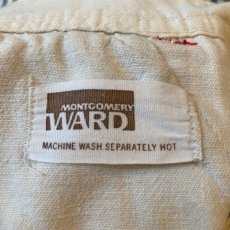 MONTGOMERY
WARD
MACHINE WASH SEPARATELY HOT